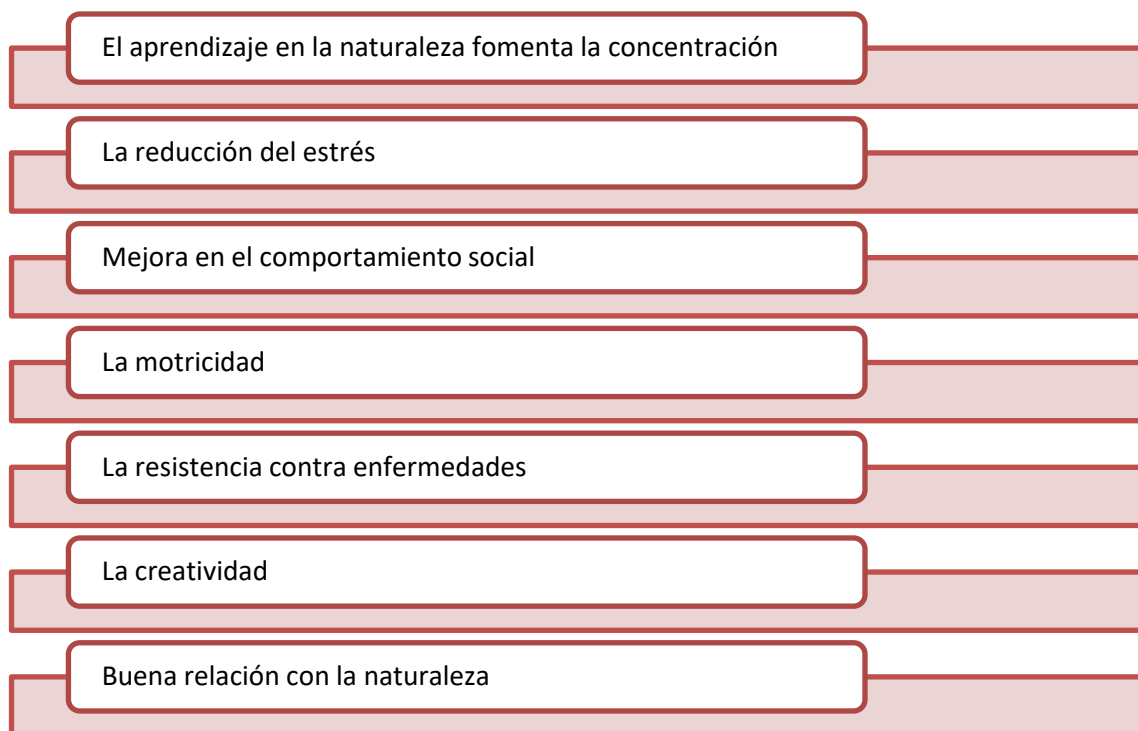 El aprendizaje en la naturaleza fomenta la concentración
La reducción del estrés
Mejora en el comportamiento social
La motricidad
La resistencia contra enfermedades
La creatividad
Buena relación con la naturaleza